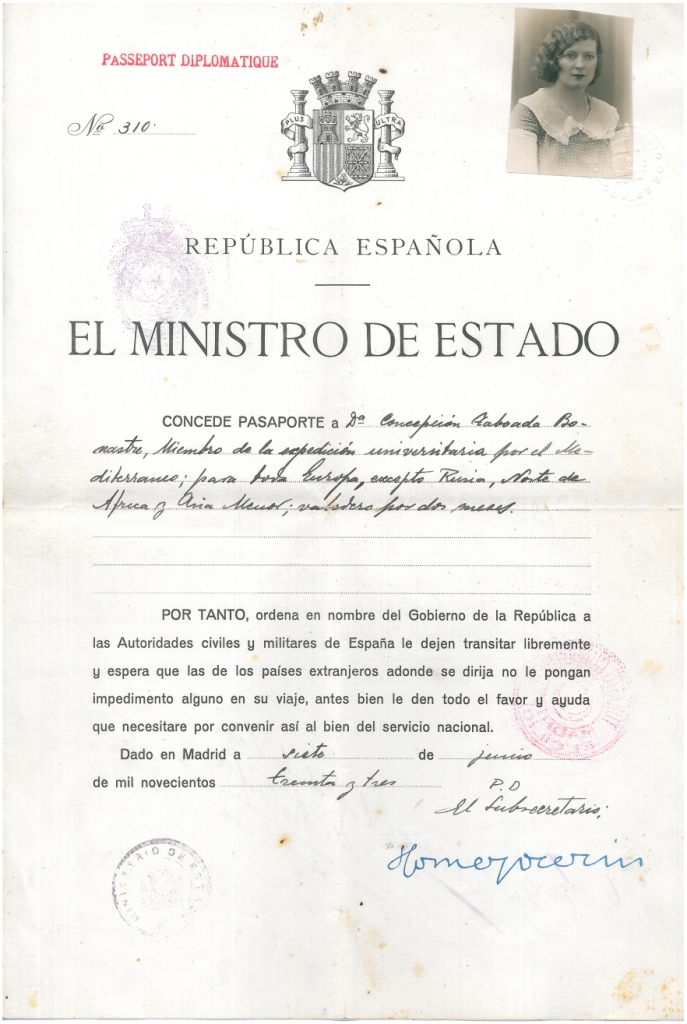 PASSEPORT DIPLOMATIQUE
Nº 310.
PLUS ULTRA
REPÚBLICA ESPAÑOLA
EL MINISTRO DE ESTADO
CONCEDE PASAPORTE a Dª Concepción Taboada Bo-
nastre, Miembro de la expedición universitaria por el Me-
diterraneo; para toda Europa, excepto Rusia, Norte de
Africa y Asia Menor; valedero por dos meses.
POR TANTO, ordena en nombre del Gobierno de la República a
las Autoridades civiles y militares de España le dejen transitar libremente
y espera que las de los países extranjeros adonde se dirija no le pongan
impedimento alguno en su viaje, antes bien le den todo el favor y ayuda
que necesitare por convenir así al bien del servicio nacional.
Dado en Madrid a siete de junio
de mil novecientos treinta y tres
P.D
El Subsecretario;
MINISTERIO DE